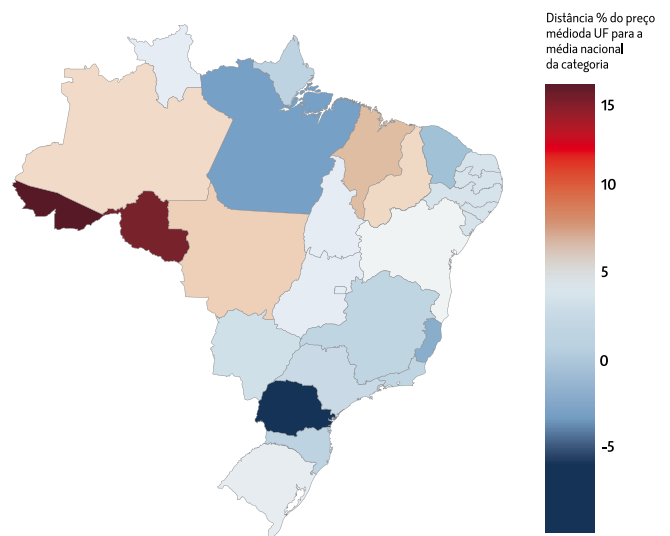 Distância % do preço
médioda UF para a
média nacional
da categoria
15
10
5
0
-5